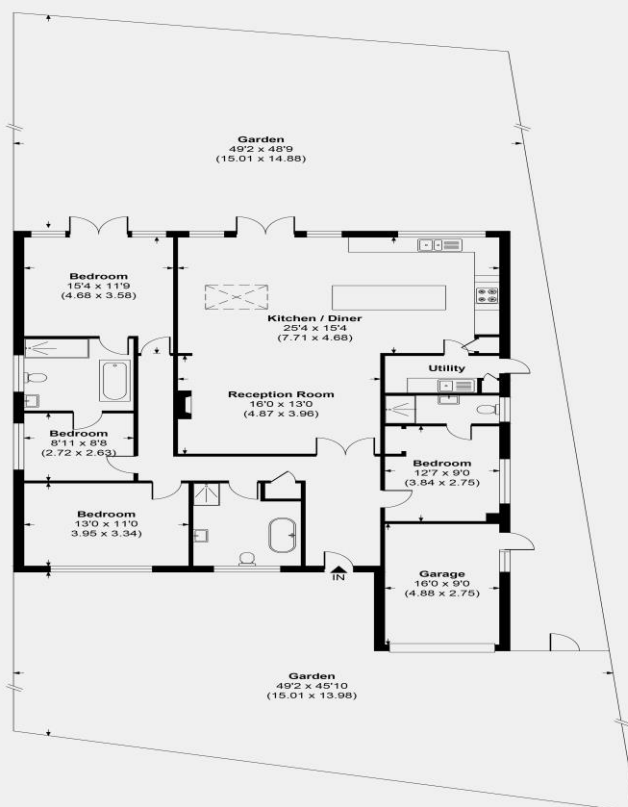 Garden
49'2 x 48'9
(15.01 x 14.88)
Bedroom
15'4 x 11'9
(4.68 x 3.58)
Kitchen / Diner
25'4 x 15'4
(7.71 x 4.68)
Utility
Reception Room
16'0 x 13'0
(4.87 x 3.96)
Bedroom
8'11 x 8'8
(2.72 x 2.63)
Bedroom
12'7 x 9'0
(3.84 x 2.75)
Bedroom
13'0 x 11'0
3.95 x 3.34)
IN
Garage
16'0 x 9'0
(4.88 x 2.75)
Garden
49'2 x 45'10
(15.01 x 13.98)